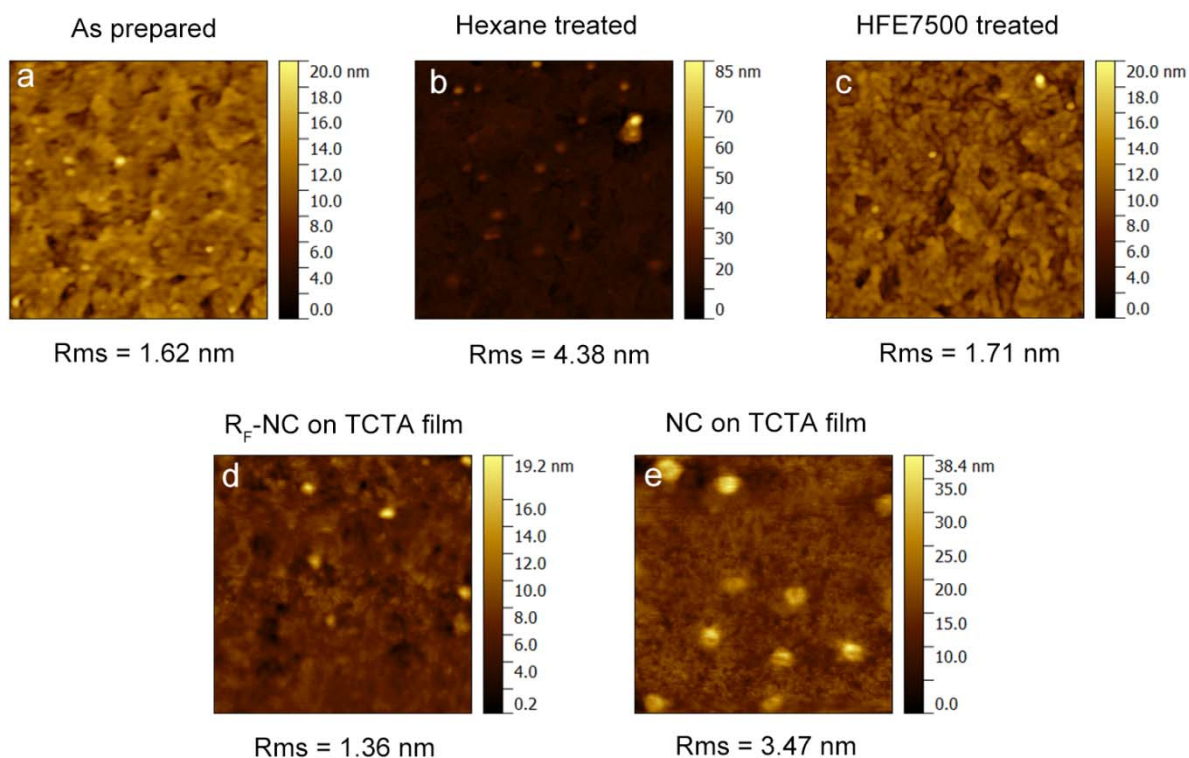 As prepared
Hexane treated
HFE7500 treated
a
20.0 nm
18.0
16.0
14.0
12.0
10.0
8.0
6.0
4.0
0.0
b
85 nm
70
60
50
40
30
20
0
c
20.0 nm
18.0
16.0
14.0
12.0
10.0
8.0
6.0
4.0
0.0
Rms = 1.62 nm
Rms = 4.38 nm
Rms = 1.71 nm
R_F-NC on TCTA film
NC on TCTA film
d
19.2 nm
16.0
14.0
12.0
10.0
8.0
6.0
4.0
0.2
e
38.4 nm
35.0
30.0
25.0
20.0
15.0
10.0
0.0
Rms = 1.36 nm
Rms = 3.47 nm